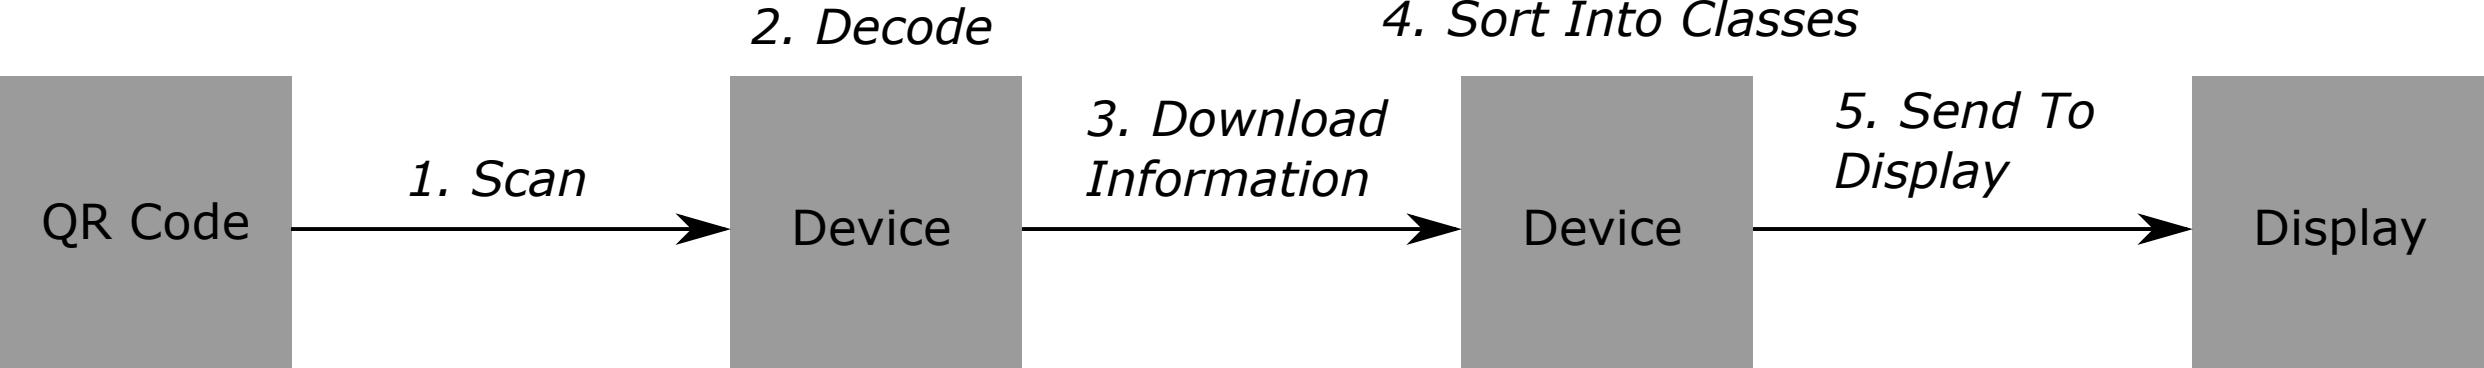 QR Code
1. Scan
2. Decode
Device
3. Download
Information
4. Sort Into Classes
Device
5. Send To
Display
Display